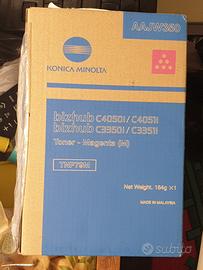 AAJW350
KONICA MINOLTA
bizhub C4050i/C4051i
bizhub C3350i/C3351i
Toner - Magenta (M)
TNP79M
Net Weight. 184g ×1
MADE IN MALAYSIA
subito